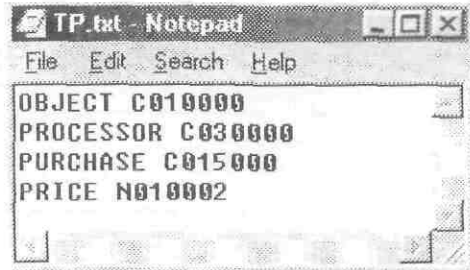 TP.txt - Notepad
File Edit Search Help
OBJECT C010000
PROCESSOR C030000
PURCHASE C015000
PRICE N010002